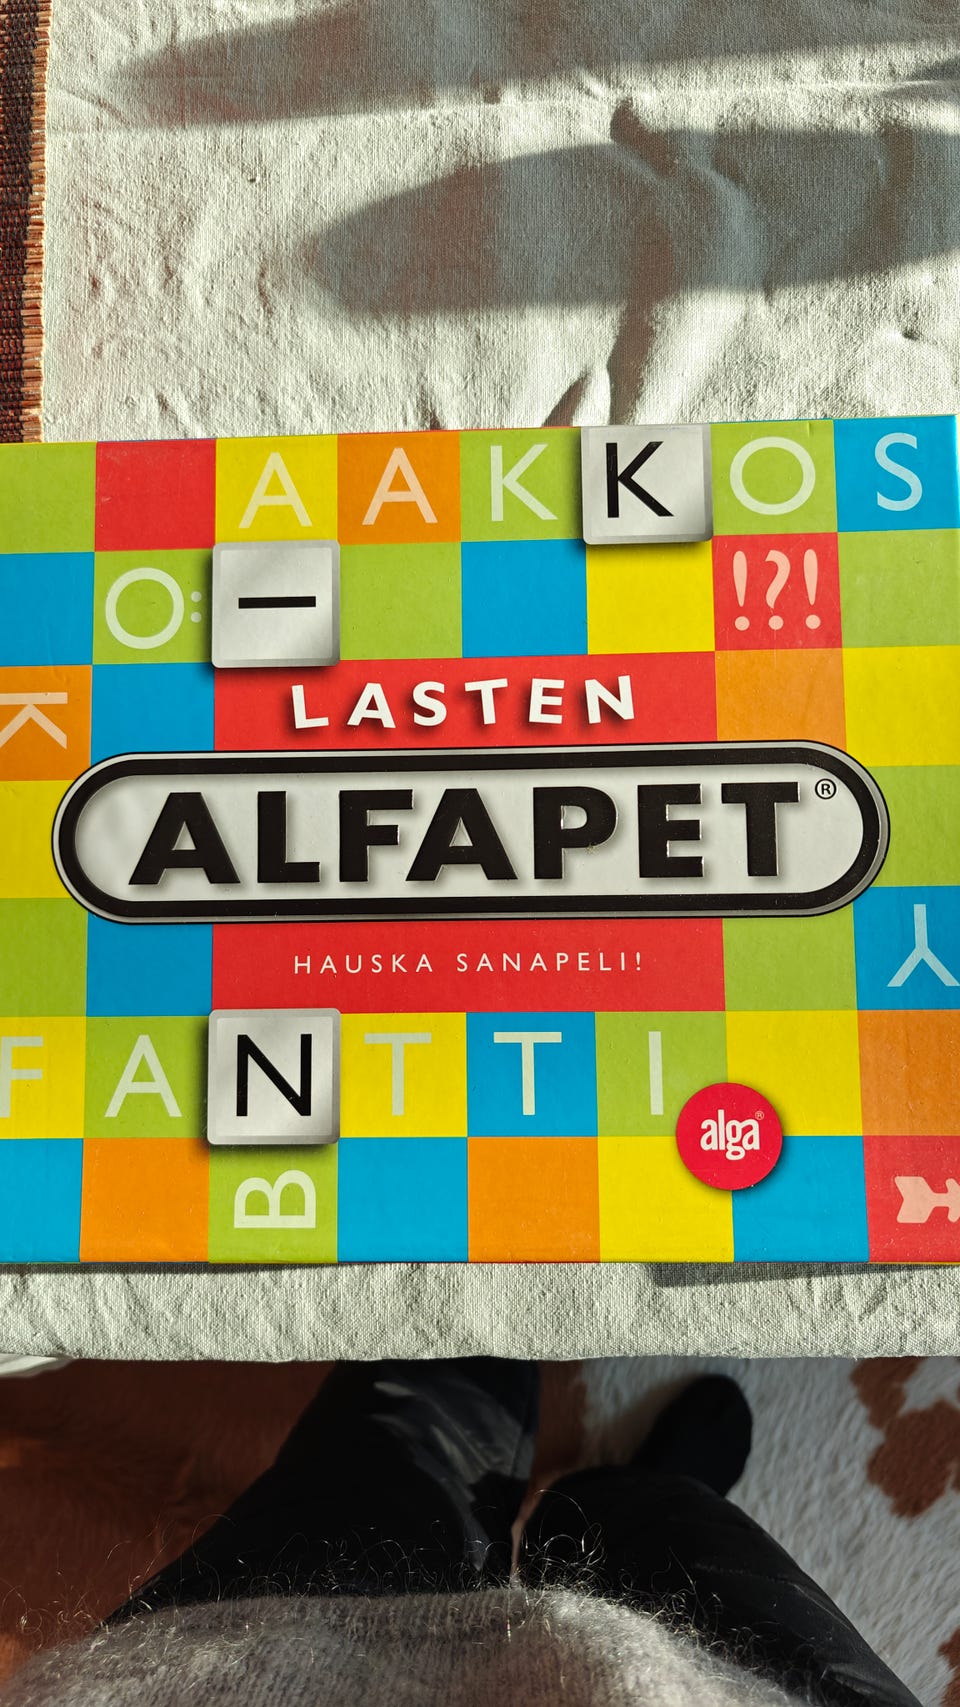 AAKKOS
O: I !?!
K
LASTEN
ALFAPET®
HAUSKA SANAPELI!
Y
FANTTI
alga®
B